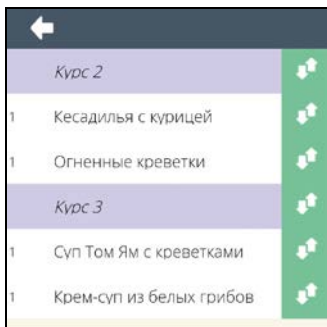 Курс 2
1 Кесадилья с курицей
1 Огненные креветки
Курс 3
1 Суп Том Ям с креветками
1 Крем-суп из белых грибов